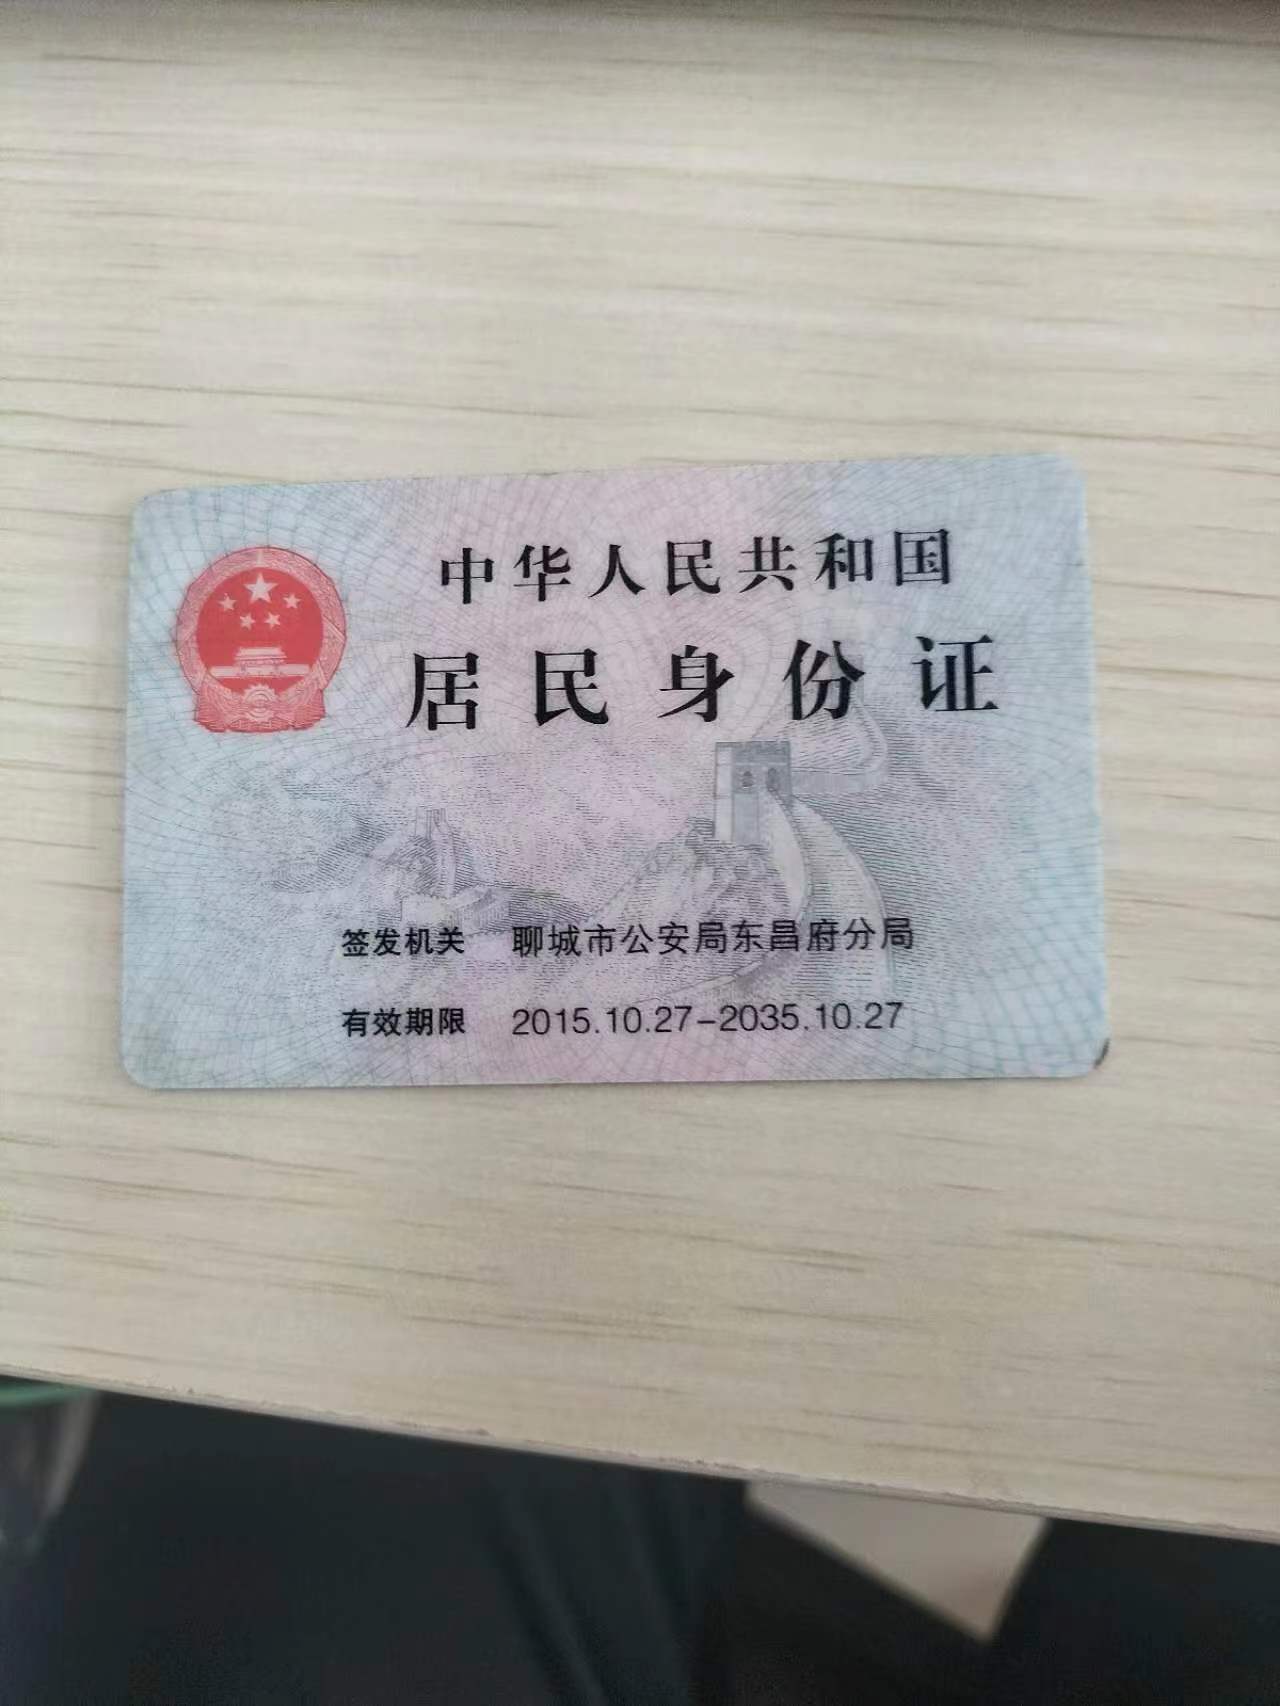 中华人民共和国
居民身份证
签发机关 聊城市公安局东昌府分局
有效期限 2015.10.27-2035.10.27